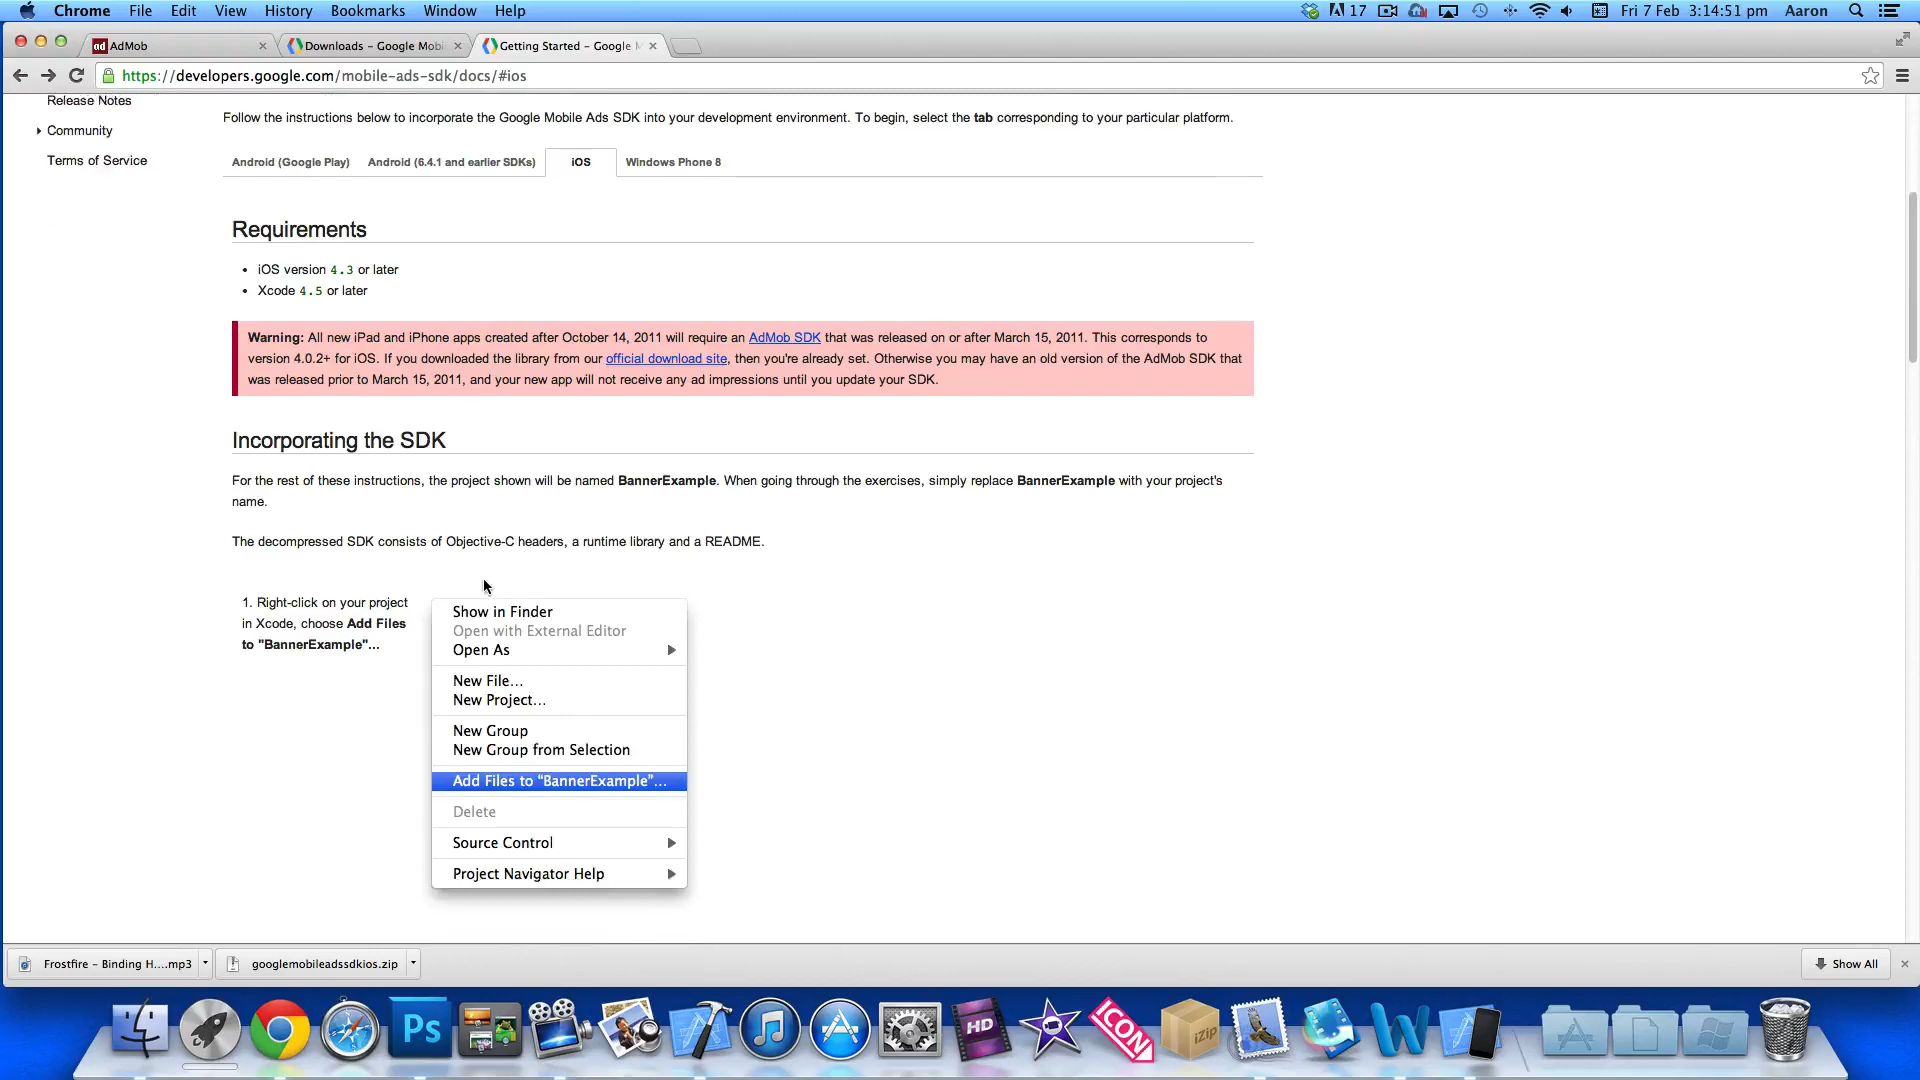 Chrome File Edit View History Bookmarks Window Help 17 Fri 7 Feb 3:14:51 pm Aaron
ad AdMob Downloads – Google Mobi Getting Started – Google M
https://developers.google.com/mobile-ads-sdk/docs/#ios
Release Notes
Community
Terms of Service
Follow the instructions below to incorporate the Google Mobile Ads SDK into your development environment. To begin, select the tab corresponding to your particular platform.
Android (Google Play) Android (6.4.1 and earlier SDKs) iOS Windows Phone 8
Requirements
• iOS version 4.3 or later
• Xcode 4.5 or later
Warning: All new iPad and iPhone apps created after October 14, 2011 will require an AdMob SDK that was released on or after March 15, 2011. This corresponds to
version 4.0.2+ for iOS. If you downloaded the library from our official download site, then you're already set. Otherwise you may have an old version of the AdMob SDK that
was released prior to March 15, 2011, and your new app will not receive any ad impressions until you update your SDK.
Incorporating the SDK
For the rest of these instructions, the project shown will be named BannerExample. When going through the exercises, simply replace BannerExample with your project's
name.
The decompressed SDK consists of Objective-C headers, a runtime library and a README.
1. Right-click on your project
in Xcode, choose Add Files
to "BannerExample"...
Show in Finder
Open with External Editor
Open As
New File...
New Project...
New Group
New Group from Selection
Add Files to “BannerExample”...
Delete
Source Control
Project Navigator Help
Frostfire – Binding H....mp3 googlemobileadssdkios.zip Show All
Ps HD ICON iZip W